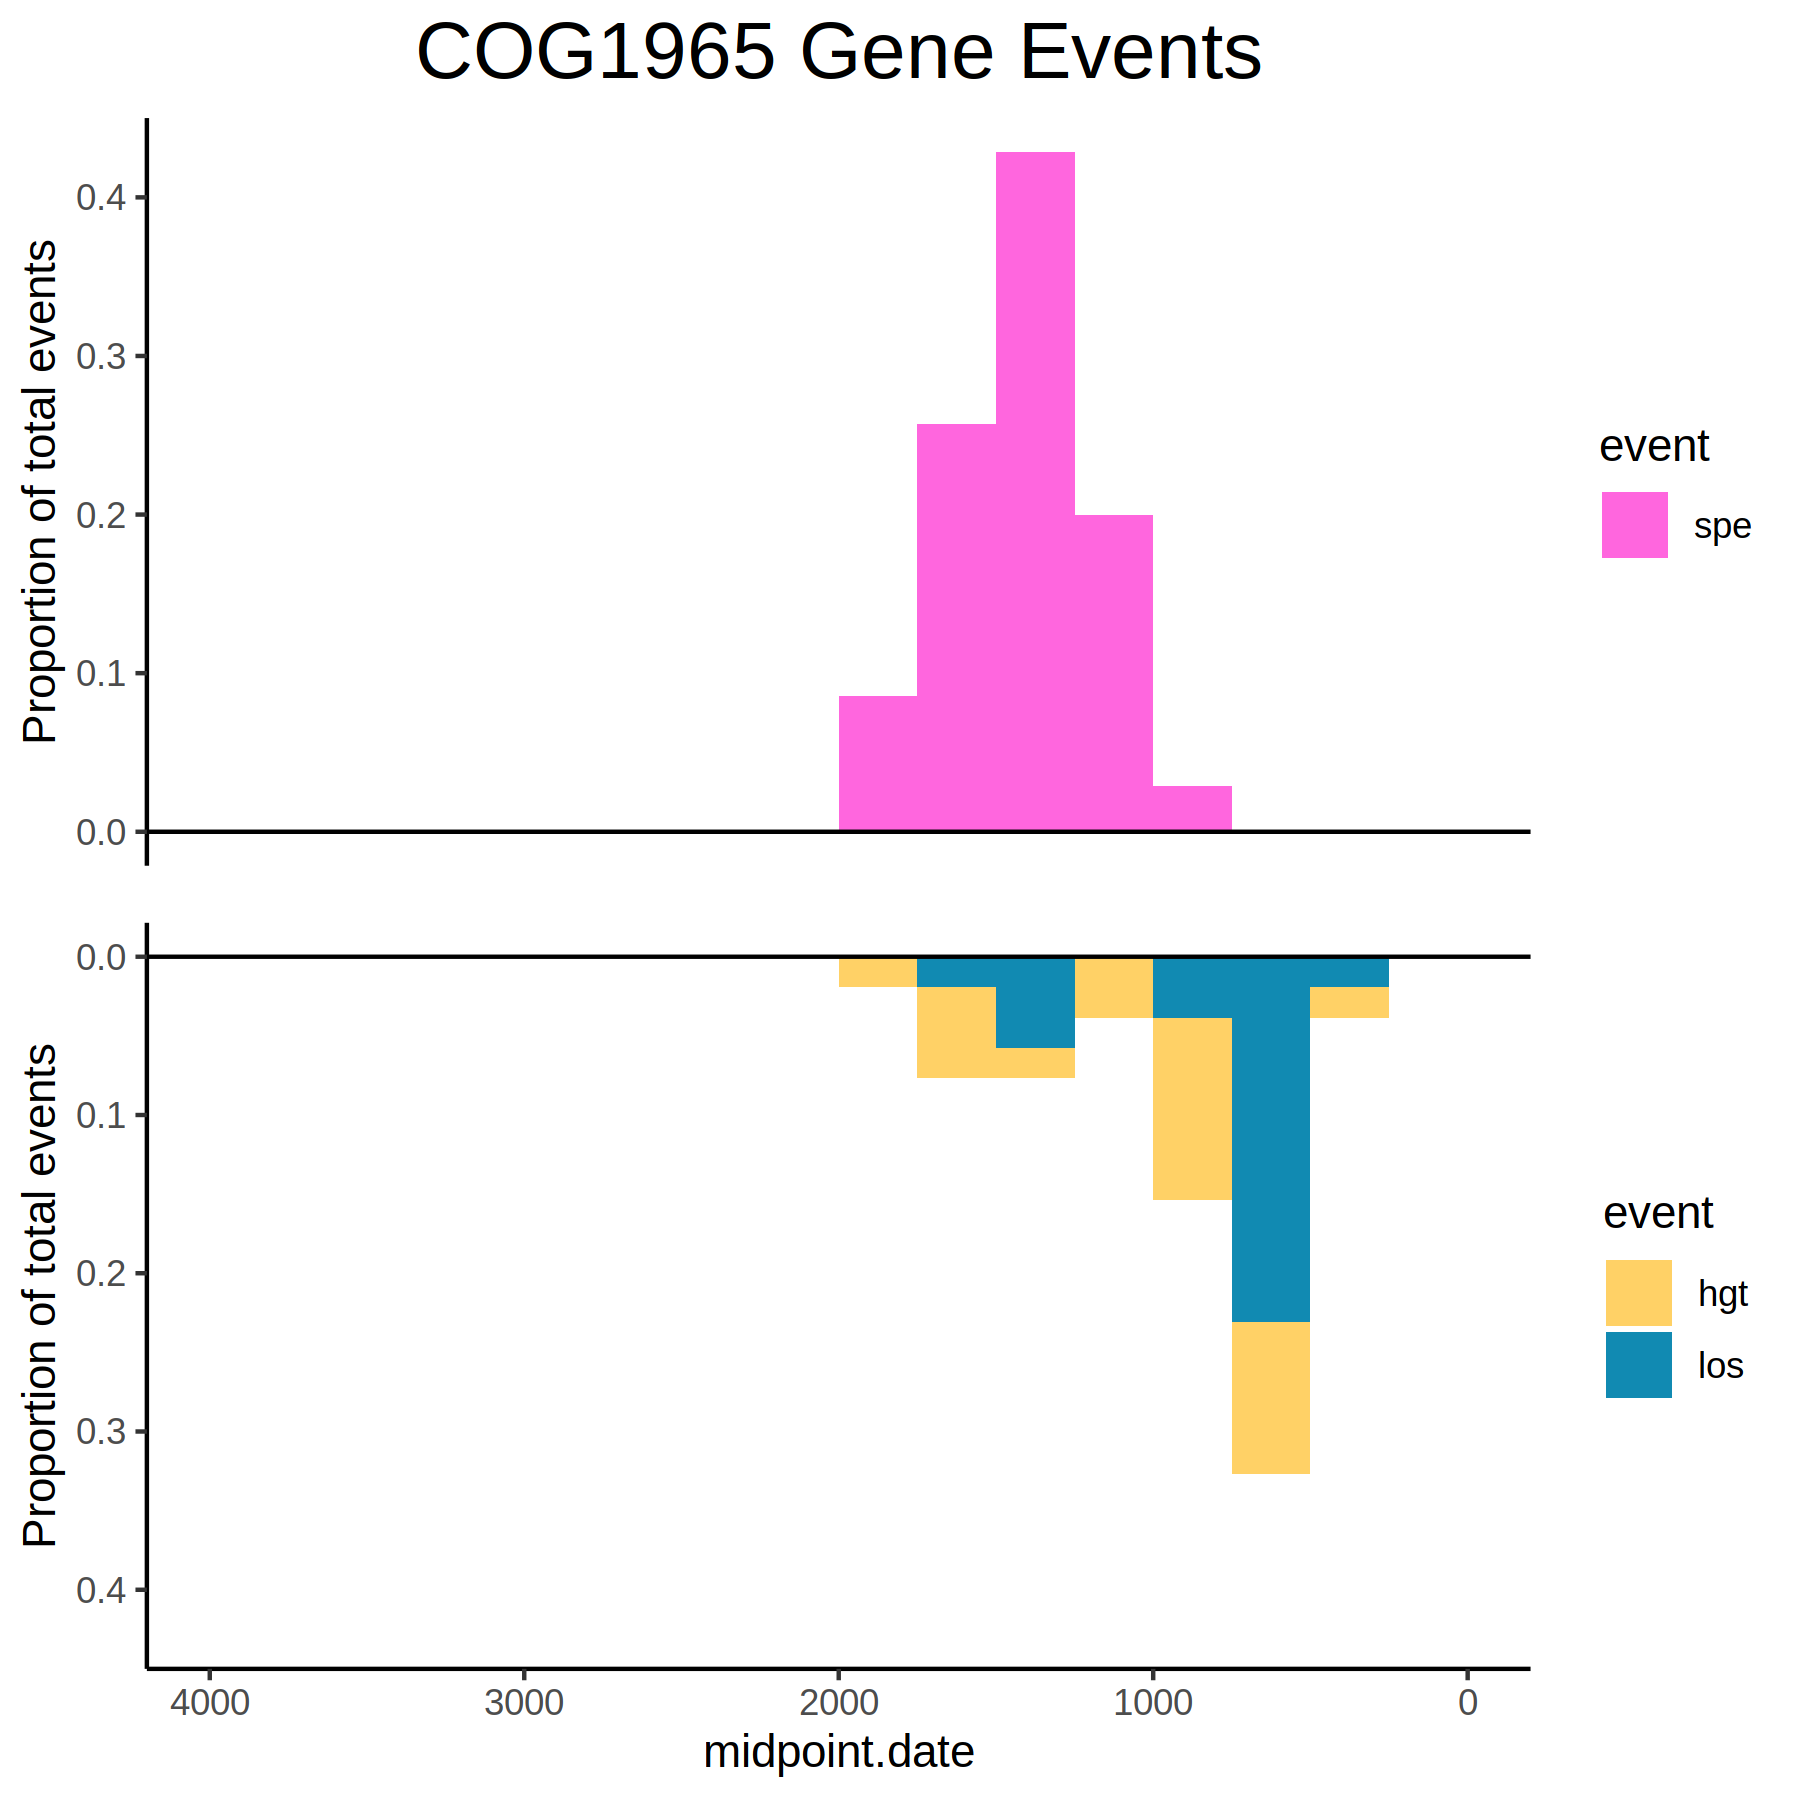 COG1965 Gene Events
Proportion of total events
0.4
0.3
0.2
0.1
0.0
event
spe
Proportion of total events
0.0
0.1
0.2
0.3
0.4
event
hgt
los
4000 3000 2000 1000 0
midpoint.date